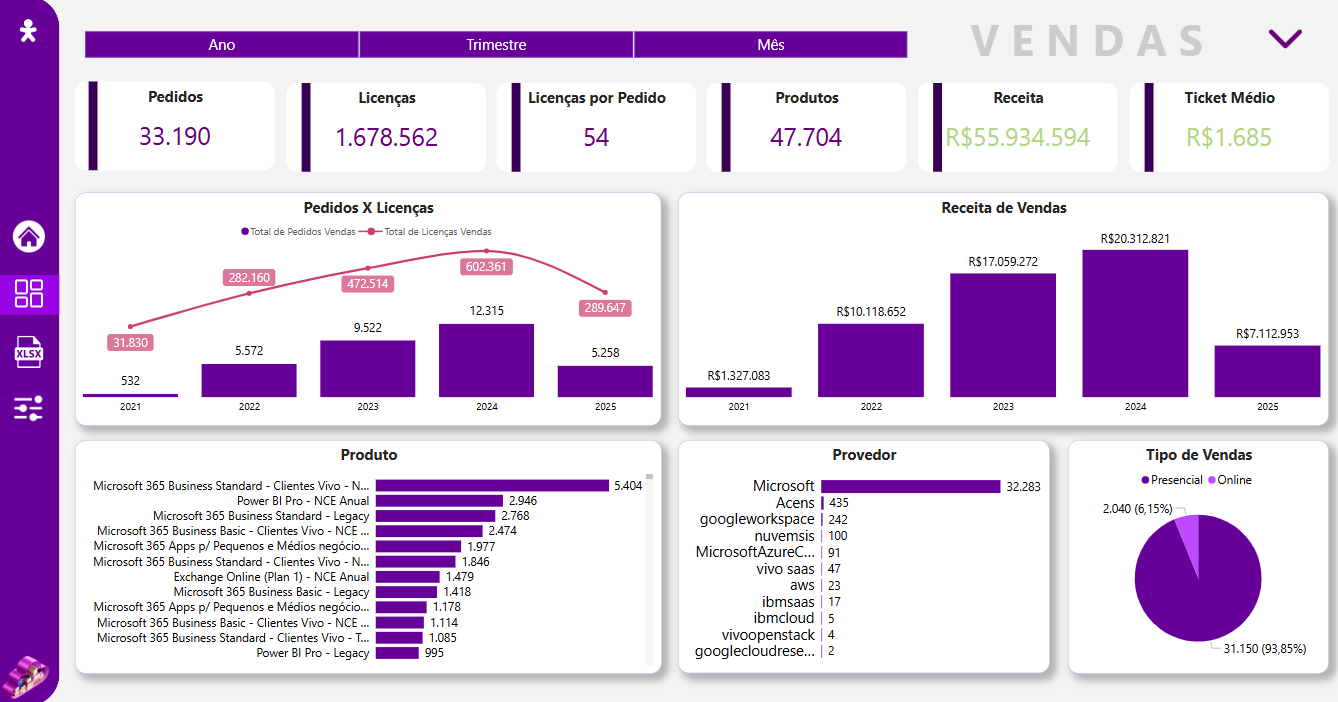 Ano Trimestre Mês
VENDAS
Pedidos
33.190
Licenças
1.678.562
Licenças por Pedido
54
Produtos
47.704
Receita
R$55.934.594
Ticket Médio
R$1.685
XLSX
Pedidos X Licenças
Total de Pedidos Vendas Total de Licenças Vendas
31.830
282.160
472.514
602.361
289.647
532
5.572
9.522
12.315
5.258
2021 2022 2023 2024 2025
Receita de Vendas
R$1.327.083
R$10.118.652
R$17.059.272
R$20.312.821
R$7.112.953
2021 2022 2023 2024 2025
Produto
Microsoft 365 Business Standard - Clientes Vivo - N... 5.404
Power BI Pro - NCE Anual 2.946
Microsoft 365 Business Standard - Legacy 2.768
Microsoft 365 Business Basic - Clientes Vivo - NCE ... 2.474
Microsoft 365 Apps p/ Pequenos e Médios negócio... 1.977
Microsoft 365 Business Standard - Clientes Vivo - N... 1.846
Exchange Online (Plan 1) - NCE Anual 1.479
Microsoft 365 Business Basic - Legacy 1.418
Microsoft 365 Apps p/ Pequenos e Médios negócio... 1.178
Microsoft 365 Business Basic - Clientes Vivo - NCE ... 1.114
Microsoft 365 Business Standard - Clientes Vivo - T... 1.085
Power BI Pro - Legacy 995
Provedor
Microsoft 32.283
Acens 435
googleworkspace 242
nuvemsis 100
MicrosoftAzureC... 91
vivo saas 47
aws 23
ibmsaas 17
ibmcloud 5
vivoopenstack 4
googlecloudrese... 2
Tipo de Vendas
Presencial Online
2.040 (6,15%)
31.150 (93,85%)